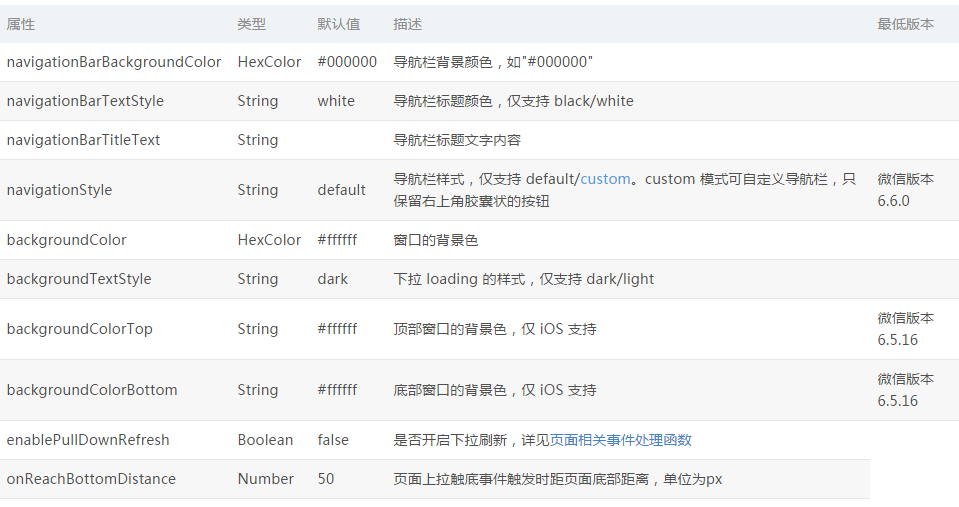 属性 类型 默认值 描述 最低版本
navigationBarBackgroundColor HexColor #000000 导航栏背景颜色，如"#000000"
navigationBarTextStyle String white 导航栏标题颜色，仅支持 black/white
navigationBarTitleText String 导航栏标题文字内容
navigationStyle String default 导航栏样式，仅支持 default/custom。custom 模式可自定义导航栏，只 微信版本
保留右上角胶囊状的按钮 6.6.0
backgroundColor HexColor #ffffff 窗口的背景色
backgroundTextStyle String dark 下拉 loading 的样式，仅支持 dark/light
backgroundColorTop String #ffffff 顶部窗口的背景色，仅 iOS 支持 微信版本
6.5.16
backgroundColorBottom String #ffffff 底部窗口的背景色，仅 iOS 支持 微信版本
6.5.16
enablePullDownRefresh Boolean false 是否开启下拉刷新，详见页面相关事件处理函数
onReachBottomDistance Number 50 页面上拉触底事件触发时距页面底部距离，单位为px